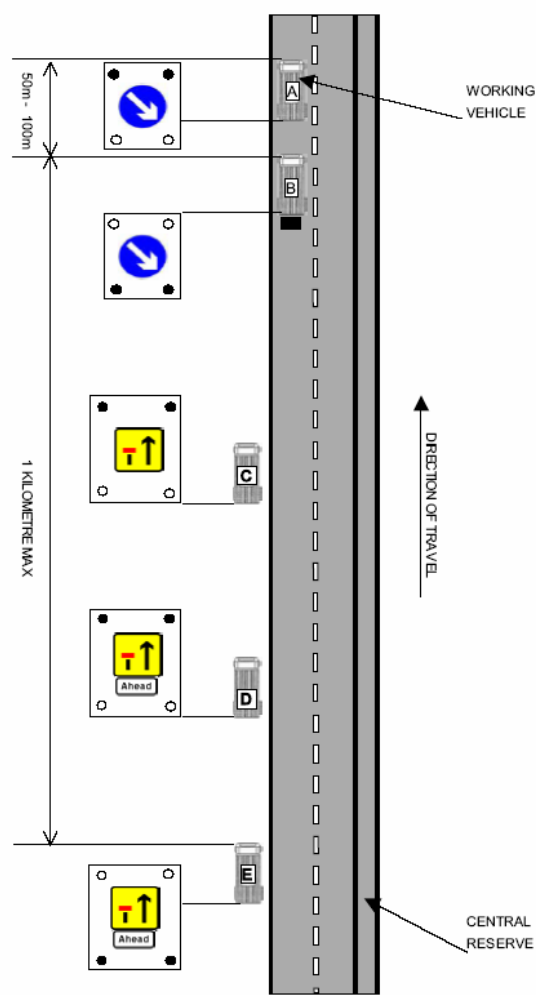 50m - 100m
A
WORKING
VEHICLE
B
C
DIRECTION OF TRAVEL
1 KILOMETRE MAX
D
Ahead
E
Ahead
CENTRAL
RESERVE